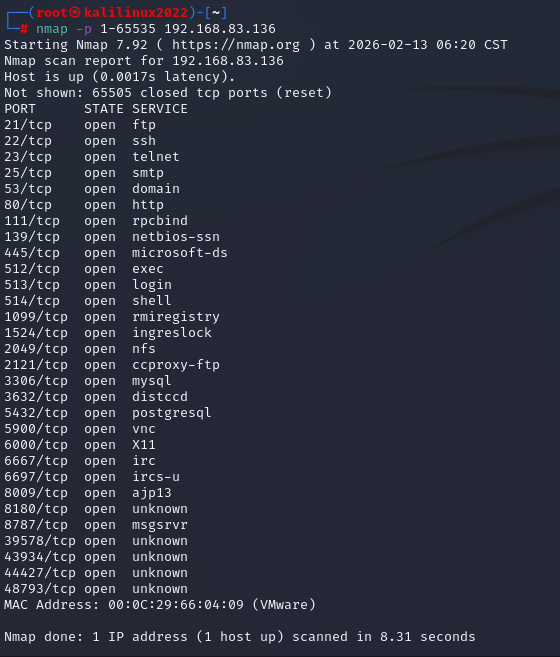 ┌──(root㉿kalilinux2022)-[~]
└─# nmap -p 1-65535 192.168.83.136
Starting Nmap 7.92 ( https://nmap.org ) at 2026-02-13 06:20 CST
Nmap scan report for 192.168.83.136
Host is up (0.0017s latency).
Not shown: 65505 closed tcp ports (reset)
PORT      STATE SERVICE
21/tcp    open  ftp
22/tcp    open  ssh
23/tcp    open  telnet
25/tcp    open  smtp
53/tcp    open  domain
80/tcp    open  http
111/tcp   open  rpcbind
139/tcp   open  netbios-ssn
445/tcp   open  microsoft-ds
512/tcp   open  exec
513/tcp   open  login
514/tcp   open  shell
1099/tcp  open  rmiregistry
1524/tcp  open  ingreslock
2049/tcp  open  nfs
2121/tcp  open  ccproxy-ftp
3306/tcp  open  mysql
3632/tcp  open  distccd
5432/tcp  open  postgresql
5900/tcp  open  vnc
6000/tcp  open  X11
6667/tcp  open  irc
6697/tcp  open  ircs-u
8009/tcp  open  ajp13
8180/tcp  open  unknown
8787/tcp  open  msgsrvr
39578/tcp open  unknown
43934/tcp open  unknown
44427/tcp open  unknown
48793/tcp open  unknown
MAC Address: 00:0C:29:66:04:09 (VMware)
Nmap done: 1 IP address (1 host up) scanned in 8.31 seconds